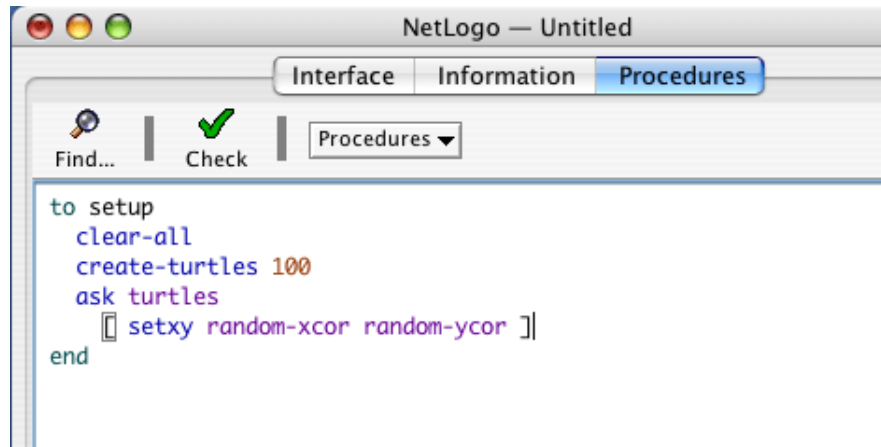 NetLogo — Untitled
Interface Information Procedures
Find... Check Procedures
to setup
clear-all
create-turtles 100
ask turtles
[ setxy random-xcor random-ycor ]
end